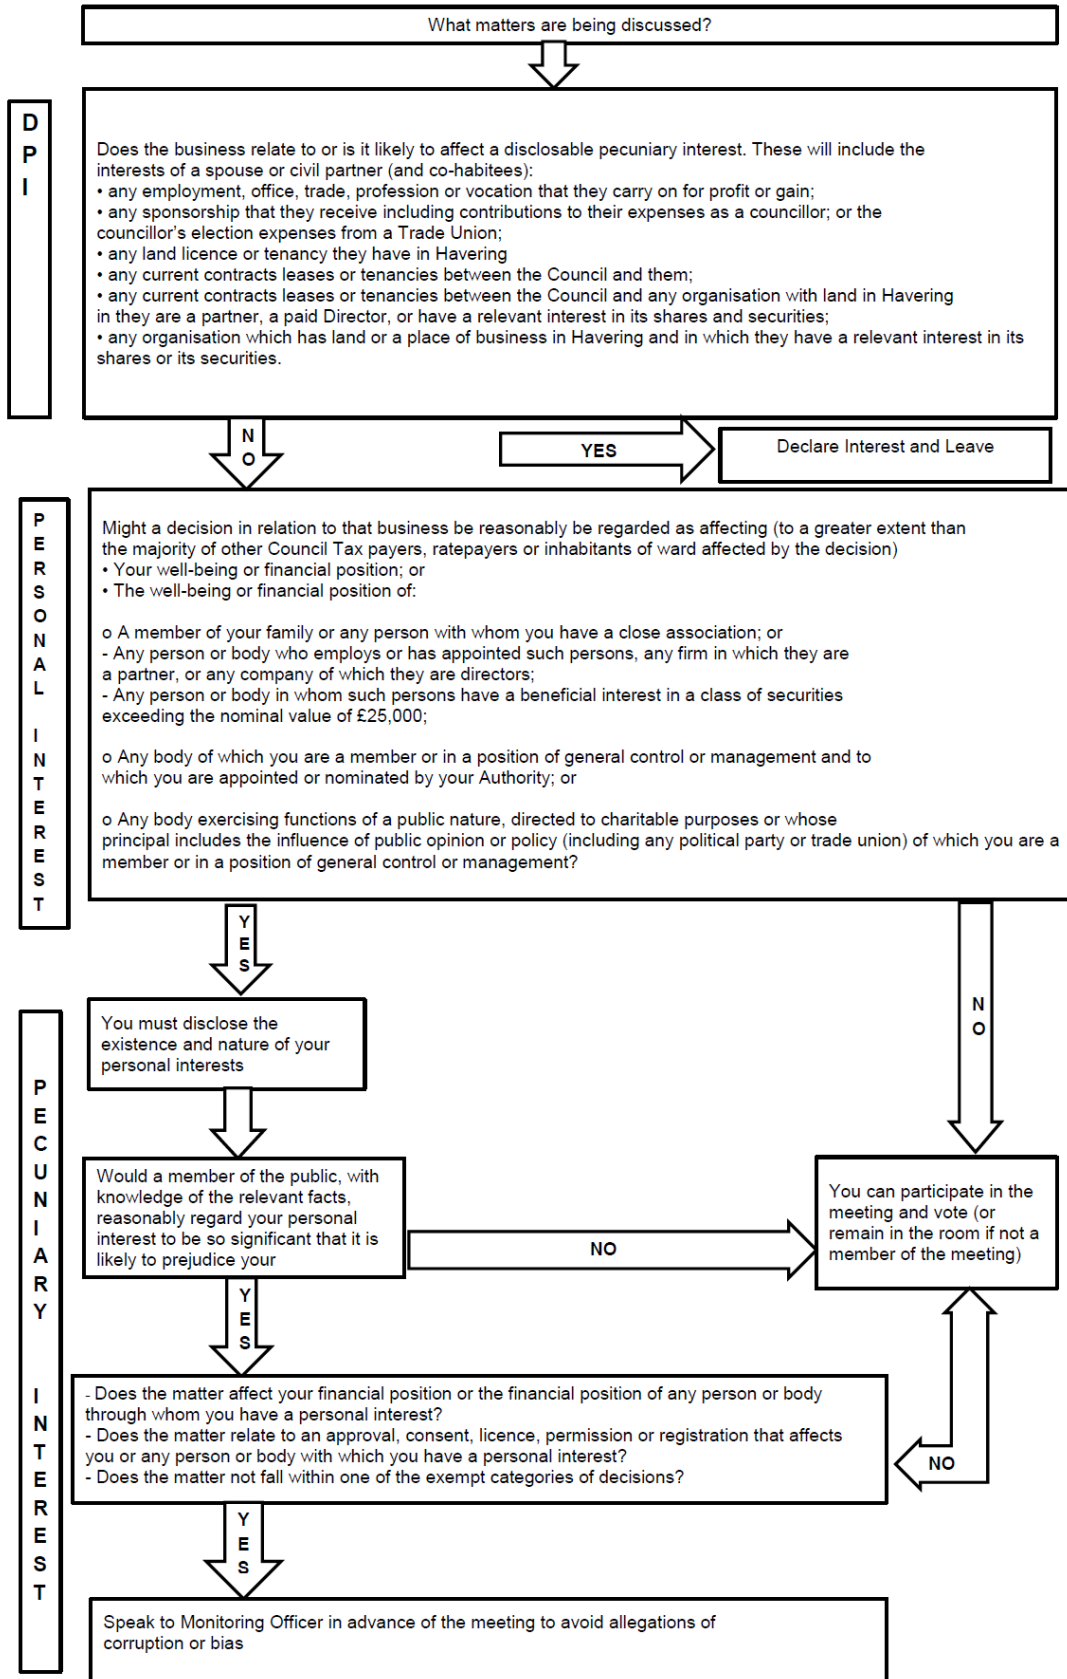 What matters are being discussed?
D
P
I
Does the business relate to or is it likely to affect a disclosable pecuniary interest. These will include the
interests of a spouse or civil partner (and co-habitees):
• any employment, office, trade, profession or vocation that they carry on for profit or gain;
• any sponsorship that they receive including contributions to their expenses as a councillor; or the
councillor's election expenses from a Trade Union;
• any land licence or tenancy they have in Havering
• any current contracts leases or tenancies between the Council and them;
• any current contracts leases or tenancies between the Council and any organisation with land in Havering
in they are a partner, a paid Director, or have a relevant interest in its shares and securities;
• any organisation which has land or a place of business in Havering and in which they have a relevant interest in its
shares or its securities.
N
O
YES
Declare Interest and Leave
P
E
R
S
O
N
A
L
I
N
T
E
R
E
S
T
Might a decision in relation to that business be reasonably be regarded as affecting (to a greater extent than
the majority of other Council Tax payers, ratepayers or inhabitants of ward affected by the decision)
• Your well-being or financial position; or
• The well-being or financial position of:
o A member of your family or any person with whom you have a close association; or
- Any person or body who employs or has appointed such persons, any firm in which they are
a partner, or any company of which they are directors;
- Any person or body in whom such persons have a beneficial interest in a class of securities
exceeding the nominal value of £25,000;
o Any body of which you are a member or in a position of general control or management and to
which you are appointed or nominated by your Authority; or
o Any body exercising functions of a public nature, directed to charitable purposes or whose
principal includes the influence of public opinion or policy (including any political party or trade union) of which you are a
member or in a position of general control or management?
Y
E
S
N
O
You must disclose the
existence and nature of your
personal interests
P
E
C
U
N
I
A
R
Y
I
N
T
E
R
E
S
T
Would a member of the public, with
knowledge of the relevant facts,
reasonably regard your personal
interest to be so significant that it is
likely to prejudice your
NO
You can participate in the
meeting and vote (or
remain in the room if not a
member of the meeting)
Y
E
S
- Does the matter affect your financial position or the financial position of any person or body
through whom you have a personal interest?
- Does the matter relate to an approval, consent, licence, permission or registration that affects
you or any person or body with which you have a personal interest?
- Does the matter not fall within one of the exempt categories of decisions?
NO
Y
E
S
Speak to Monitoring Officer in advance of the meeting to avoid allegations of
corruption or bias